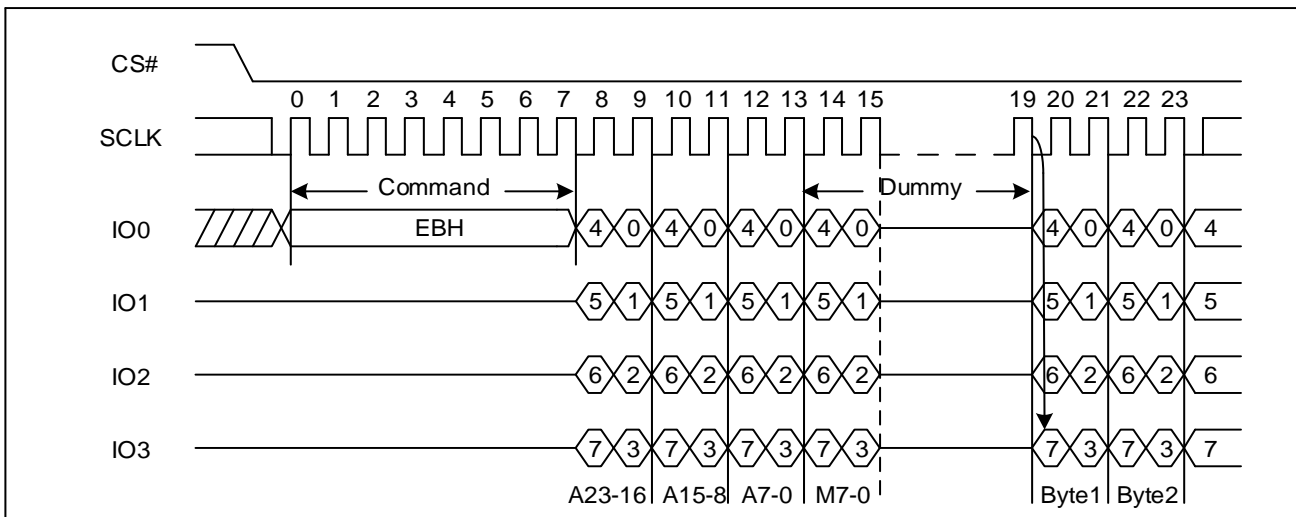 CS#
0 1 2 3 4 5 6 7 8 9 10 11 12 13 14 15 19 20 21 22 23
SCLK
Command Dummy
IO0 EBH 4 0 4 0 4 0 4 0 4 0 4 0 4
IO1 5 1 5 1 5 1 5 1 5 1 5 1 5
IO2 6 2 6 2 6 2 6 2 6 2 6 2 6
IO3 7 3 7 3 7 3 7 3 7 3 7 3 7
A23-16 A15-8 A7-0 M7-0 Byte1 Byte2